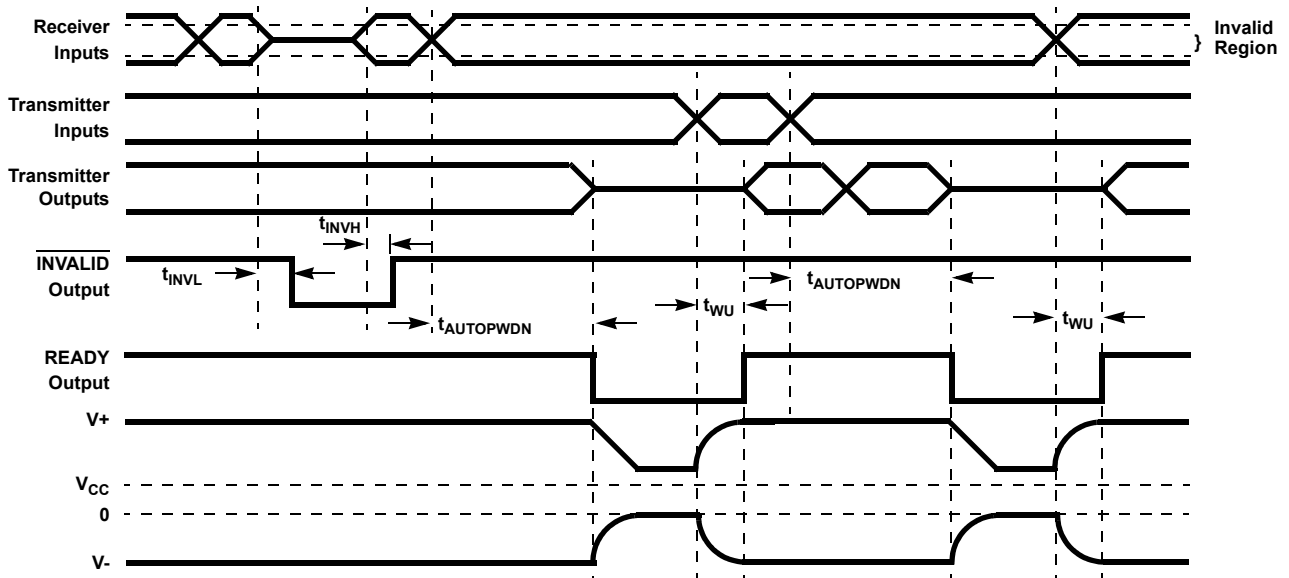 Receiver
Inputs
} Invalid
Region
Transmitter
Inputs
Transmitter
Outputs
tINVH
INVALID
Output
tINVL
tAUTOPWDN
tWU
tAUTOPWDN
tWU
READY
Output
V+
VCC
0
V-